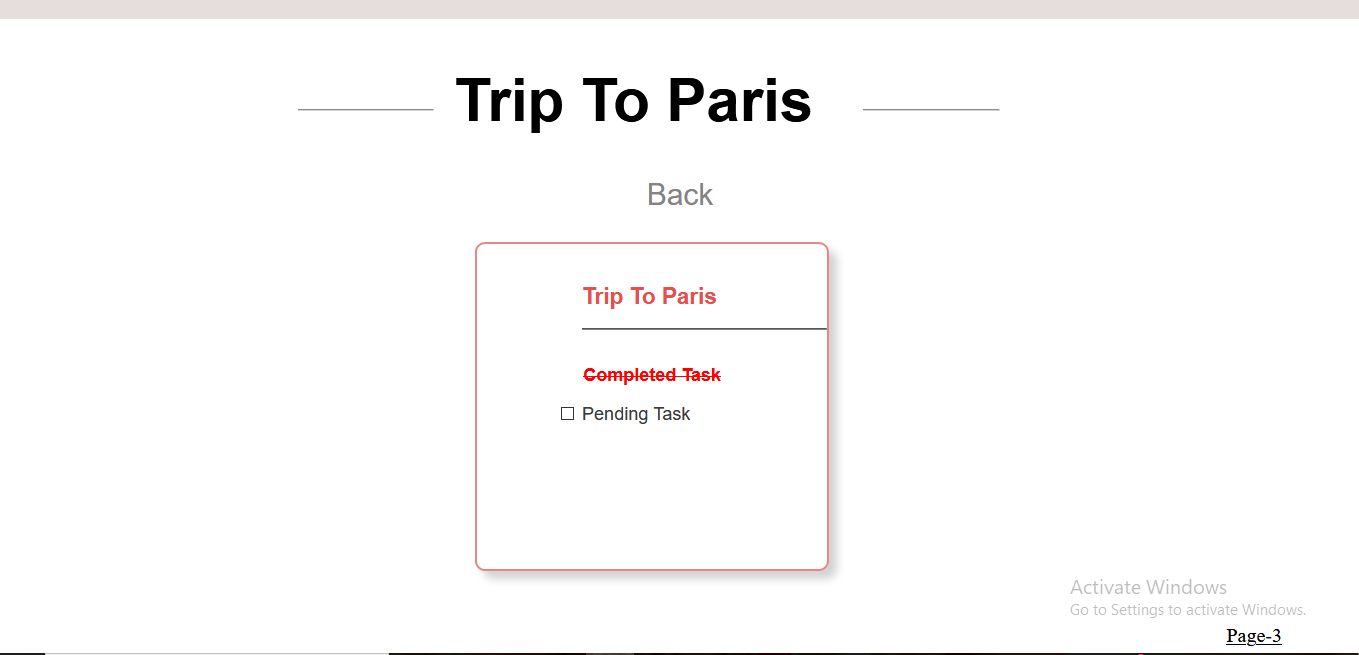 Trip To Paris
Back
Trip To Paris
Completed Task
Pending Task
Activate Windows
Go to Settings to activate Windows.
Page-3